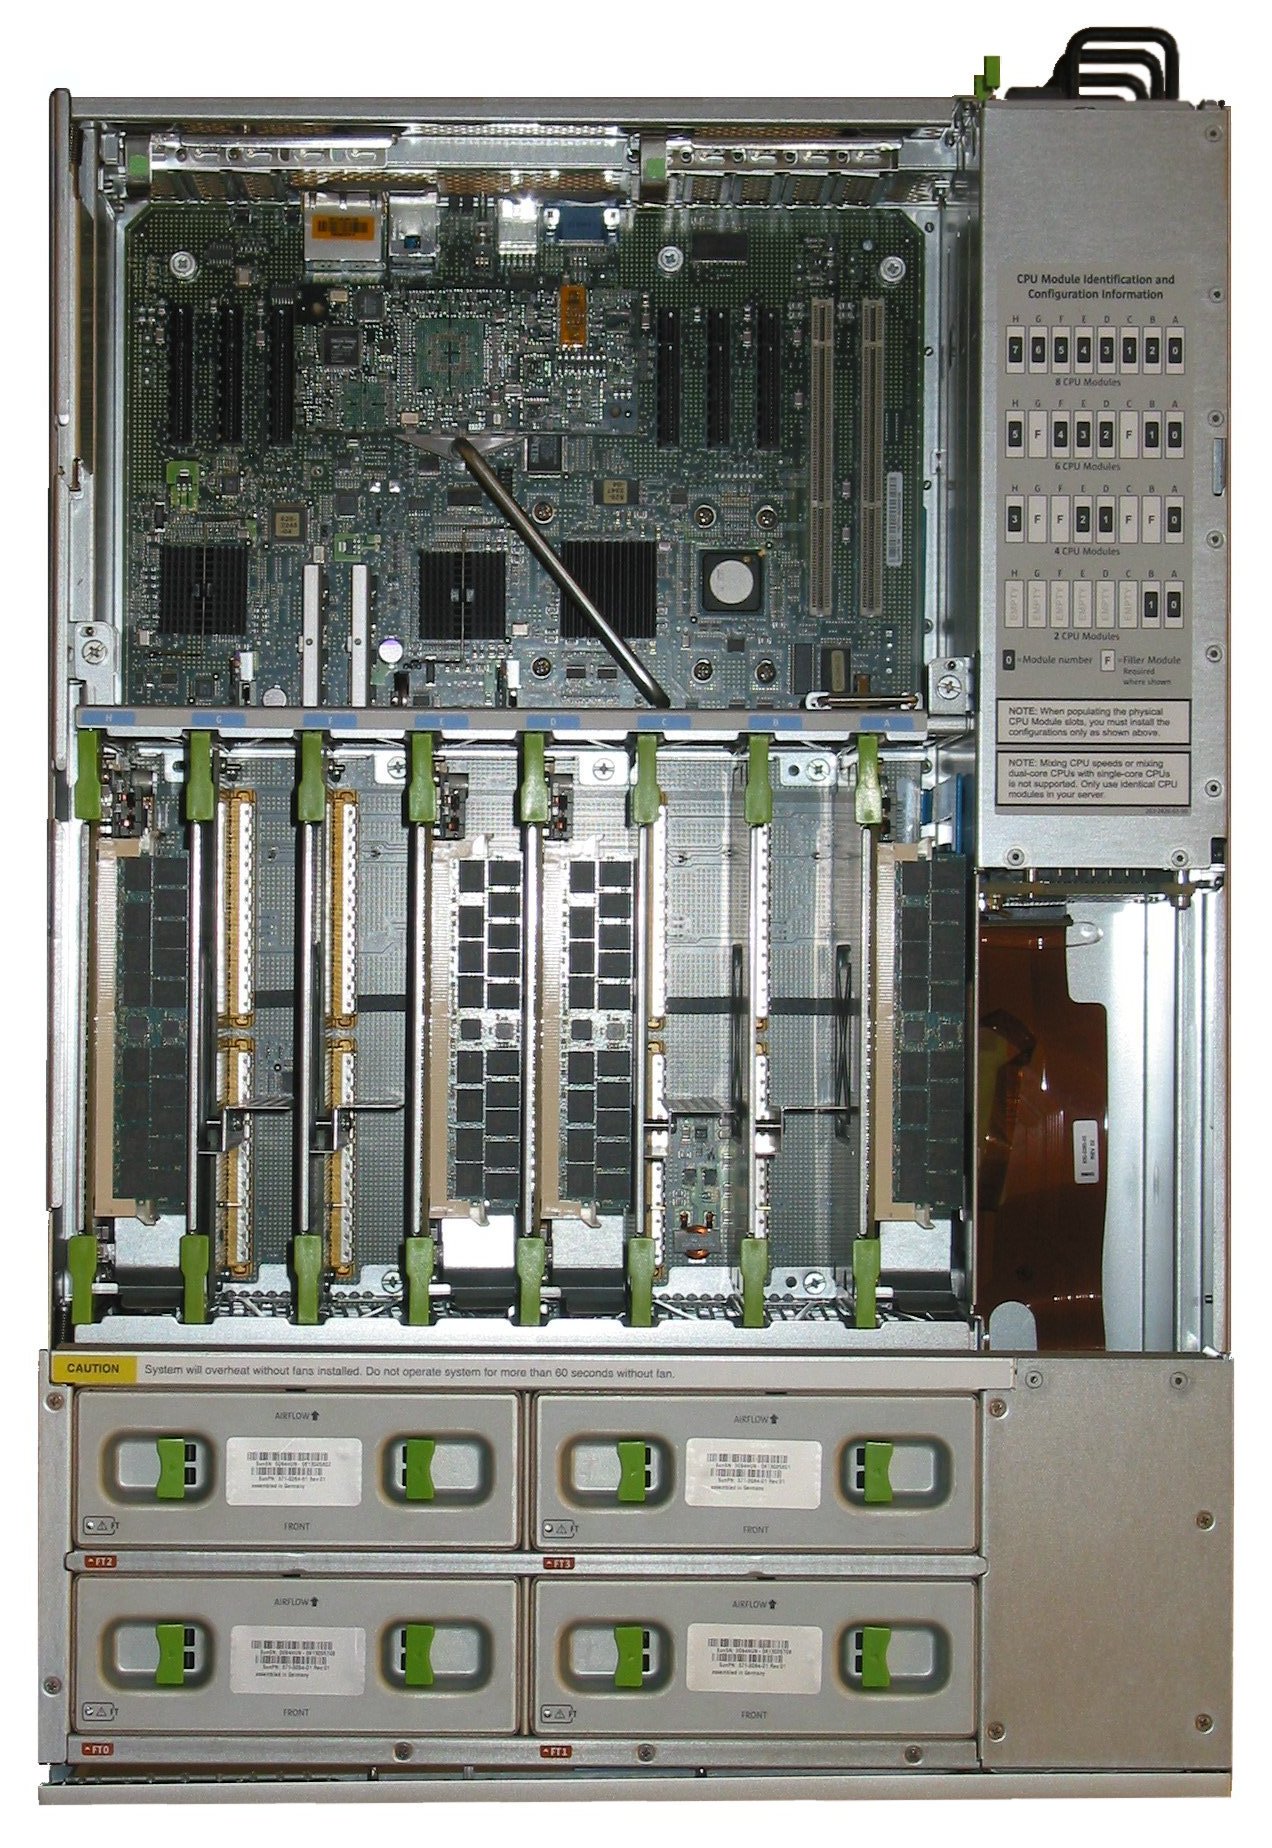 CPU Module Identification and
Configuration Information
H G F E D C B A
7 6 5 4 3 1 2 0
8 CPU Modules
H G F E D C B A
5 F 4 3 2 F 1 0
6 CPU Modules
H G F E D C B A
3 F F 2 1 F F 0
4 CPU Modules
H G F E D C B A
EMPTY EMPTY EMPTY EMPTY EMPTY EMPTY 1 0
2 CPU Modules
0 =Module number F =Filler Module
Required
where shown
NOTE: When populating the physical
CPU Module slots, you must install the
configurations only as shown above.
NOTE: Mixing CPU speeds or mixing
dual-core CPUs with single-core CPUs
is not supported. Only use identical CPU
modules in your server.
H G F E D C B A
CAUTION System will overheat without fans installed. Do not operate system for more than 60 seconds without fan.
AIRFLOW
assembled in Germany
FT
FRONT
AIRFLOW
assembled in Germany
FT
FRONT
FT2 FT3
AIRFLOW
assembled in Germany
FT
FRONT
AIRFLOW
assembled in Germany
FT
FRONT
FT0 FT1